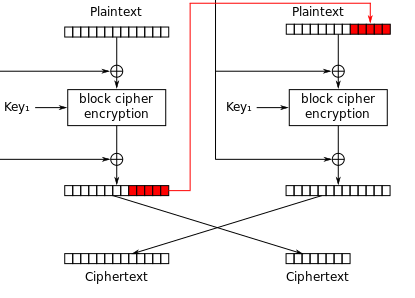 Plaintext
Plaintext
Key₁
block cipher
encryption
Key₁
block cipher
encryption
Ciphertext
Ciphertext